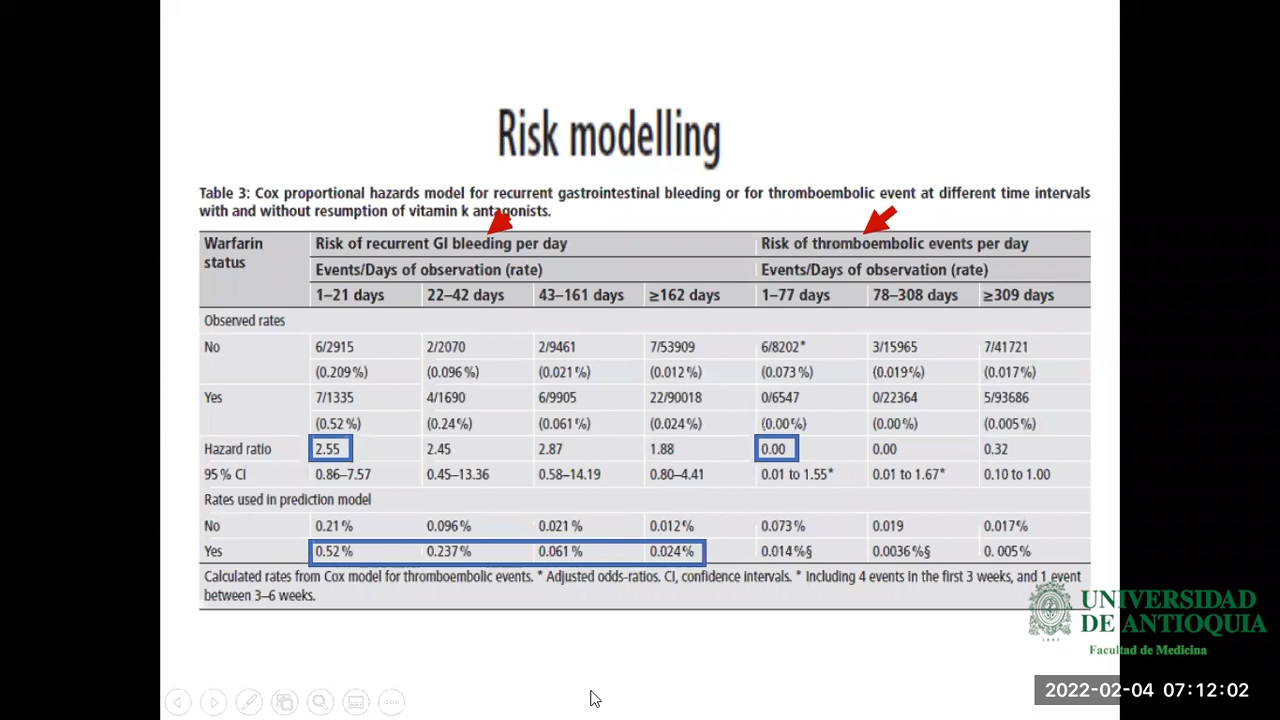 Risk modelling
Table 3: Cox proportional hazards model for recurrent gastrointestinal bleeding or for thromboembolic event at different time intervals
with and without resumption of vitamin k antagonists.
Warfarin status Risk of recurrent GI bleeding per day Risk of thromboembolic events per day
Events/Days of observation (rate) Events/Days of observation (rate)
1–21 days 22–42 days 43–161 days ≥162 days 1–77 days 78–308 days ≥309 days
Observed rates
No 6/2915 2/2070 2/9461 7/53909 6/8202* 3/15965 7/41721
(0.209%) (0.096%) (0.021%) (0.012%) (0.073%) (0.019%) (0.017%)
Yes 7/1335 4/1690 6/9905 22/90018 0/6547 0/22364 5/93686
(0.52%) (0.24%) (0.061%) (0.024%) (0.00%) (0.00%) (0.005%)
Hazard ratio 2.55 2.45 2.87 1.88 0.00 0.00 0.32
95% CI 0.86–7.57 0.45–13.36 0.58–14.19 0.80–4.41 0.01 to 1.55* 0.01 to 1.67* 0.10 to 1.00
Rates used in prediction model
No 0.21% 0.096% 0.021% 0.012% 0.073% 0.019 0.017%
Yes 0.52% 0.237% 0.061% 0.024% 0.014%§ 0.0036%§ 0. 005%
Calculated rates from Cox model for thromboembolic events. * Adjusted odds-ratios. CI, confidence intervals. * Including 4 events in the first 3 weeks, and 1 event
between 3–6 weeks.
UNIVERSIDAD
DE ANTIOQUIA
Facultad de Medicina
1803
2022-02-04 07:12:02